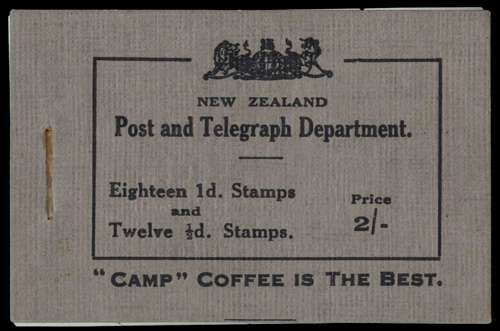 NEW ZEALAND
Post and Telegraph Department.
Eighteen 1d. Stamps
and
Twelve ½d. Stamps.
Price
2/-
"CAMP" COFFEE IS THE BEST.